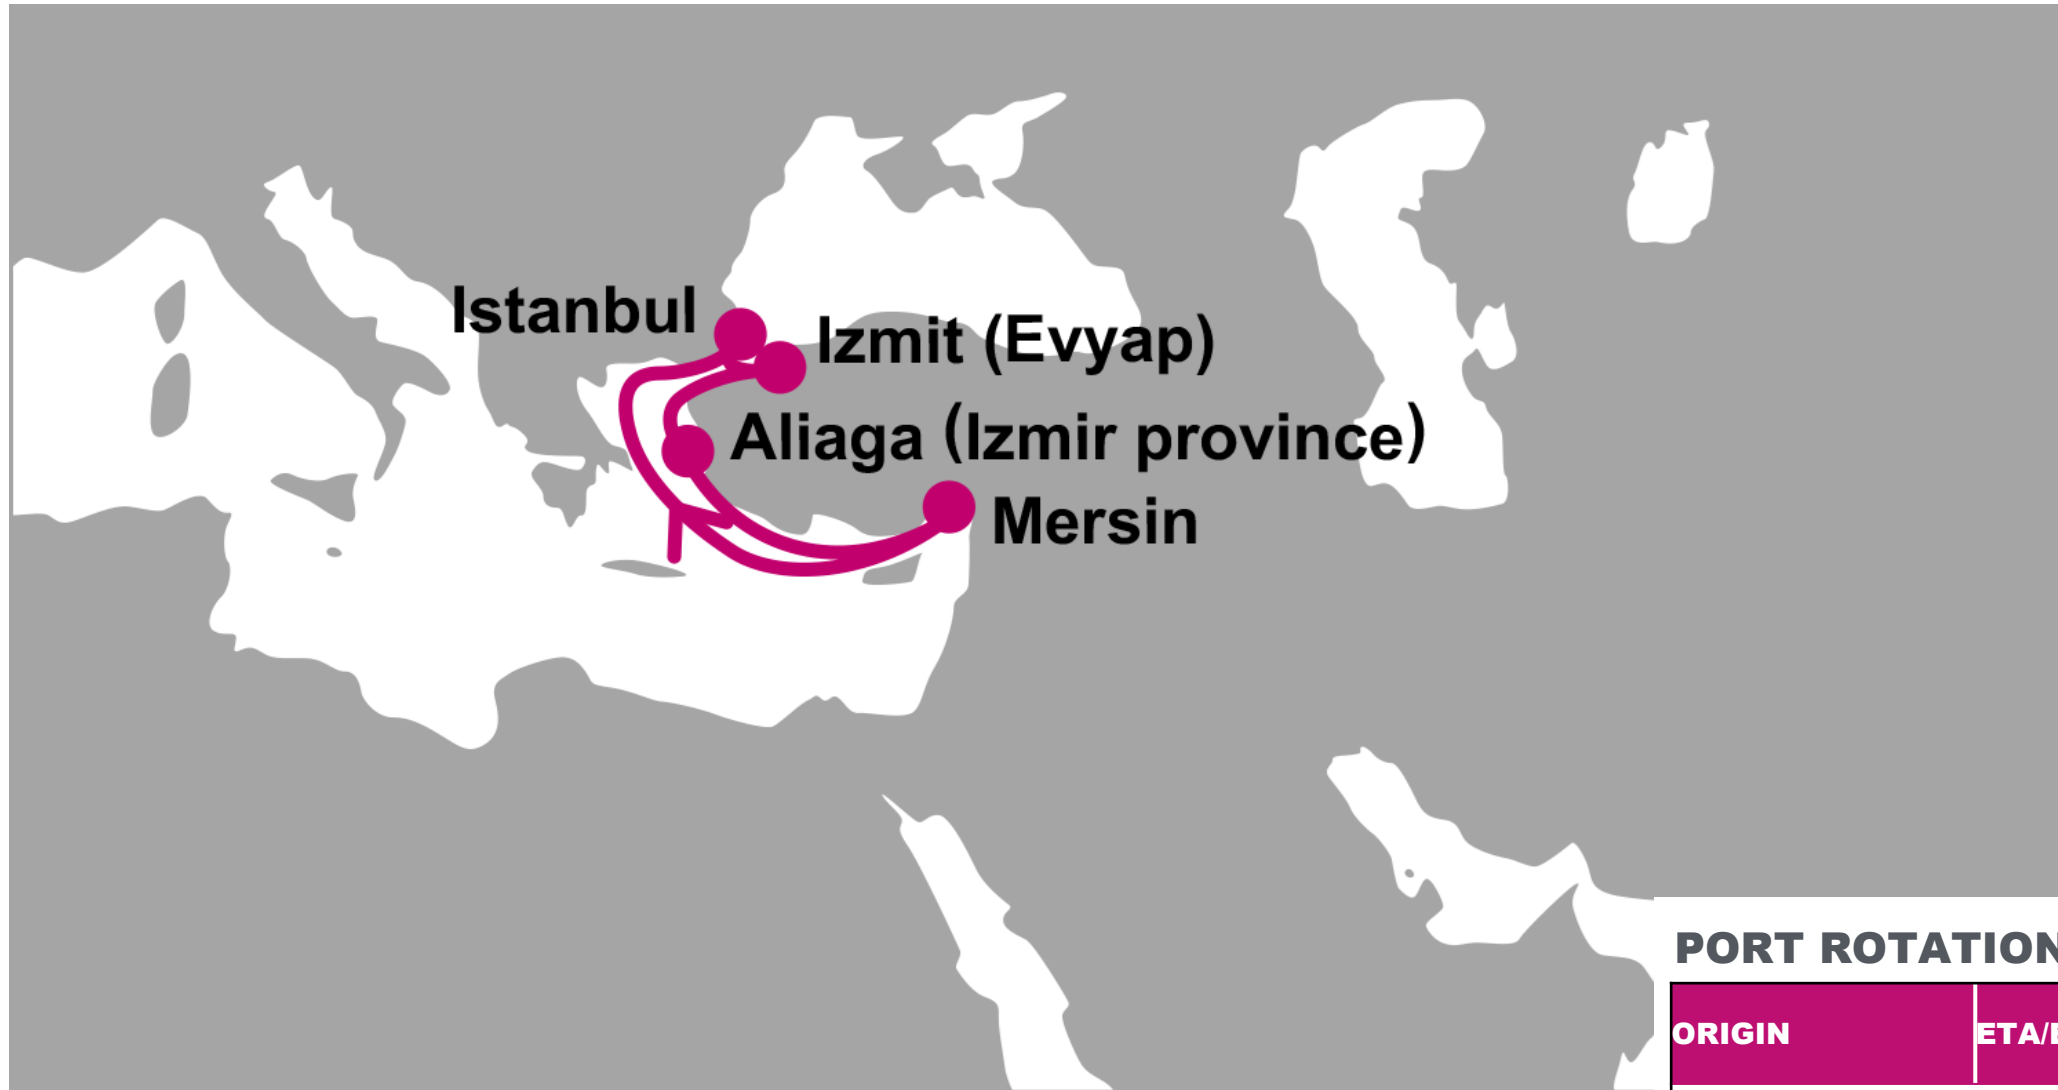 Istanbul
Izmit (Evyap)
Aliaga (Izmir province)
Mersin
PORT ROTATION
ORIGIN